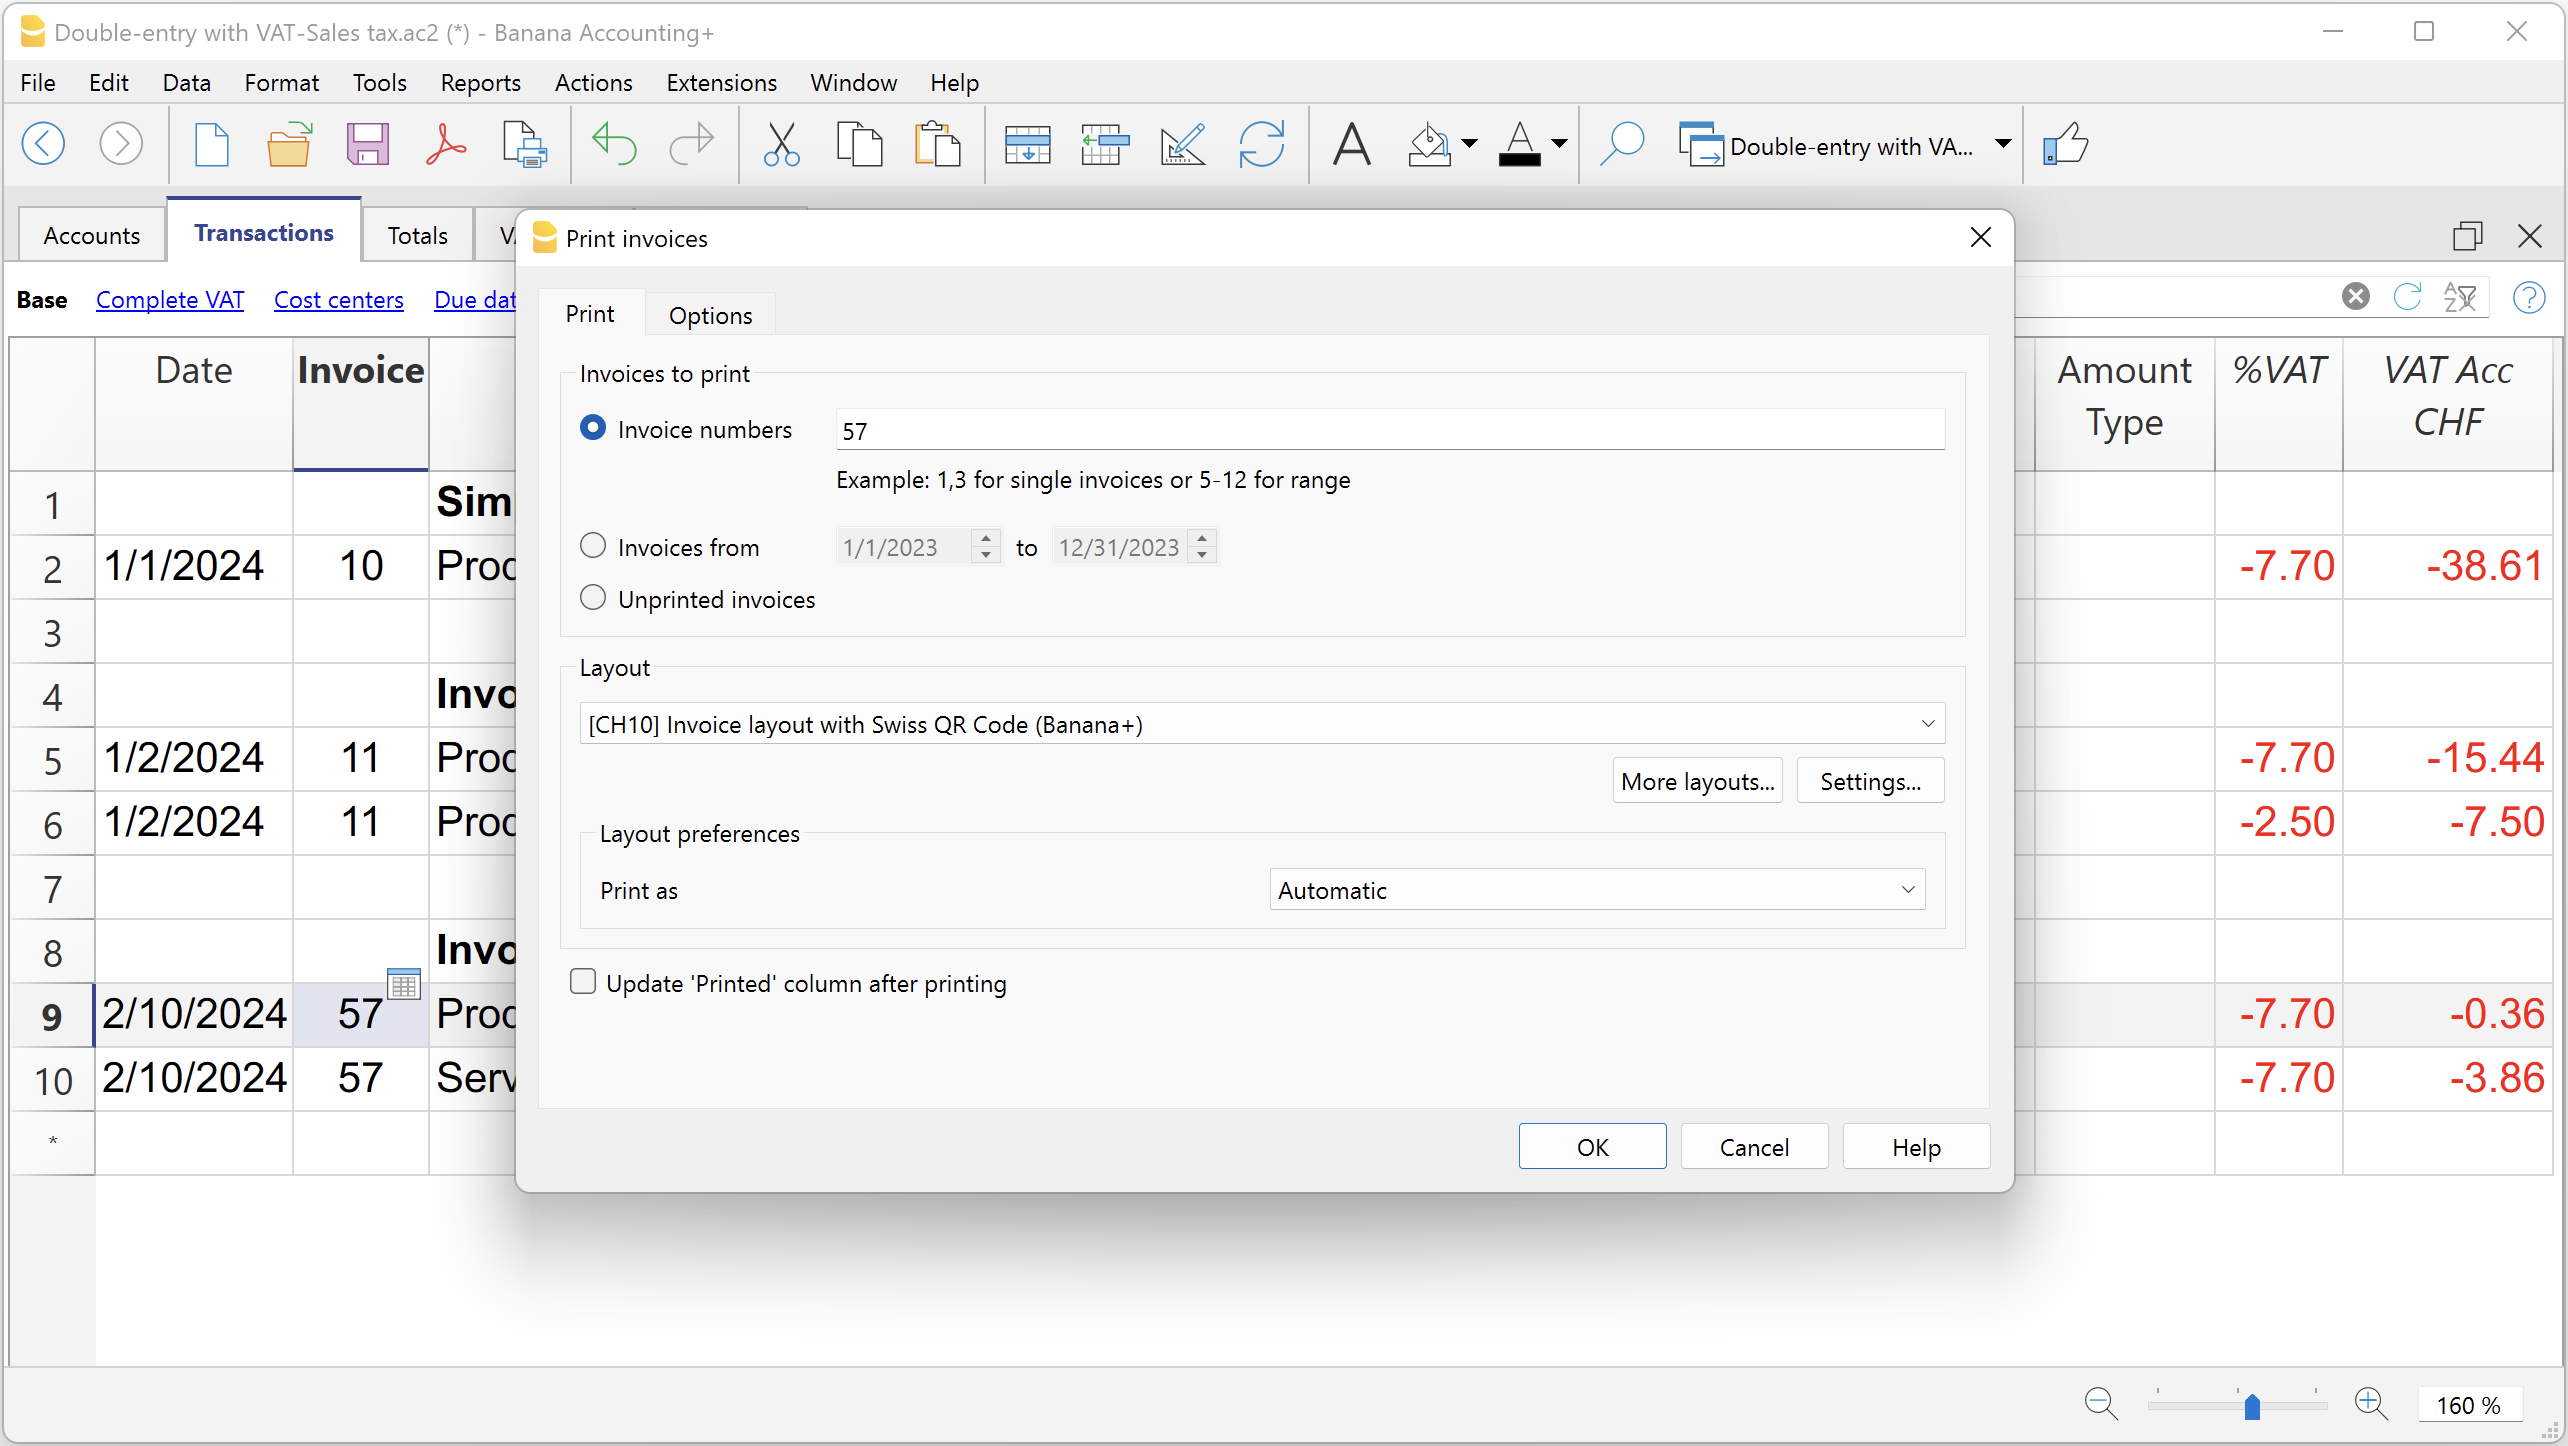 Double-entry with VAT-Sales tax.ac2 (*) - Banana Accounting+
File Edit Data Format Tools Reports Actions Extensions Window Help
Double-entry with VA...
Accounts Transactions Totals
Base Complete VAT Cost centers Due dat
Date Invoice Amount Type %VAT VAT Acc CHF
1 Sim
2 1/1/2024 10 Prod -7.70 -38.61
3
4 Invo
5 1/2/2024 11 Prod -7.70 -15.44
6 1/2/2024 11 Prod -2.50 -7.50
7
8 Invo
9 2/10/2024 57 Prod -7.70 -0.36
10 2/10/2024 57 Serv -7.70 -3.86
*
Print invoices
Print Options
Invoices to print
Invoice numbers 57
Example: 1,3 for single invoices or 5-12 for range
Invoices from 1/1/2023 to 12/31/2023
Unprinted invoices
Layout
[CH10] Invoice layout with Swiss QR Code (Banana+)
More layouts... Settings...
Layout preferences
Print as Automatic
Update 'Printed' column after printing
OK Cancel Help
160 %